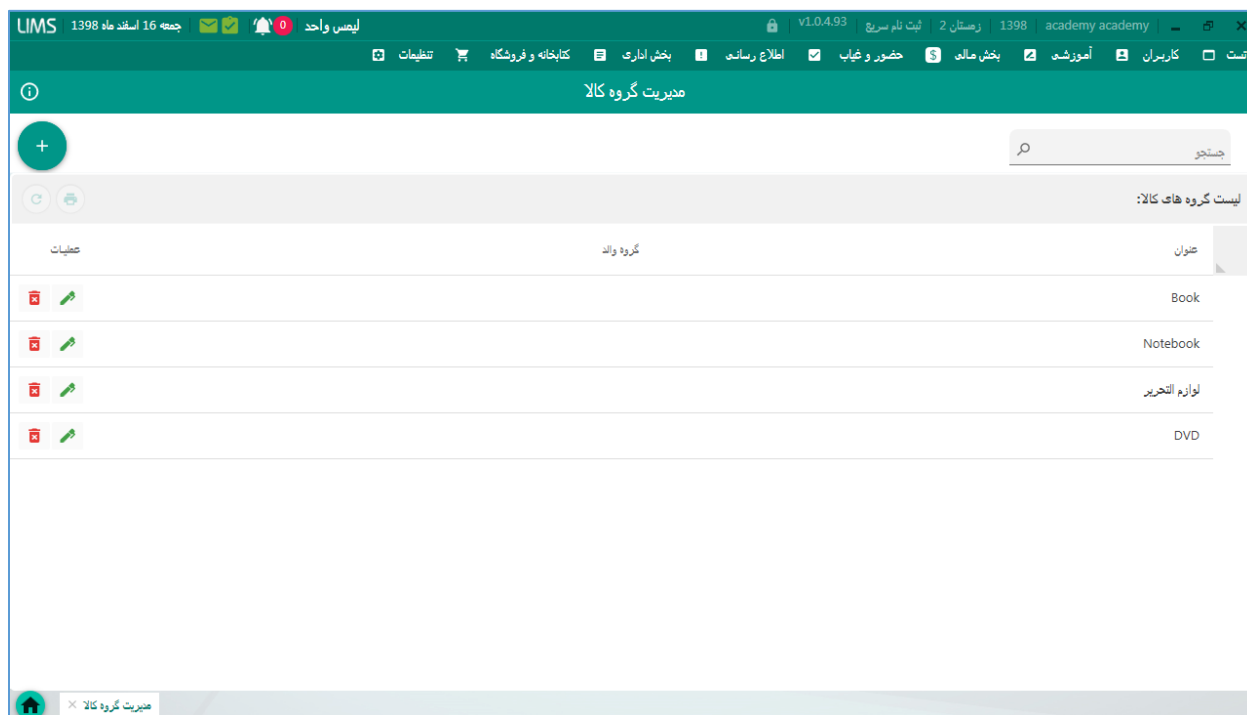 academy academy | 1398 | زمستان 2 | ثبت نام سریع | v1.0.4.93 لیمس واحد 0 جمعه 16 اسفند ماه 1398 | LIMS
تست کاربران آموزشی بخش مالی حضور و غیاب اطلاع رسانی بخش اداری کتابخانه و فروشگاه تنظیمات
مدیریت گروه کالا
جستجو
لیست گروه های کالا:
عنوان گروه والد عملیات
Book
Notebook
لوازم التحریر
DVD
مدیریت گروه کالا